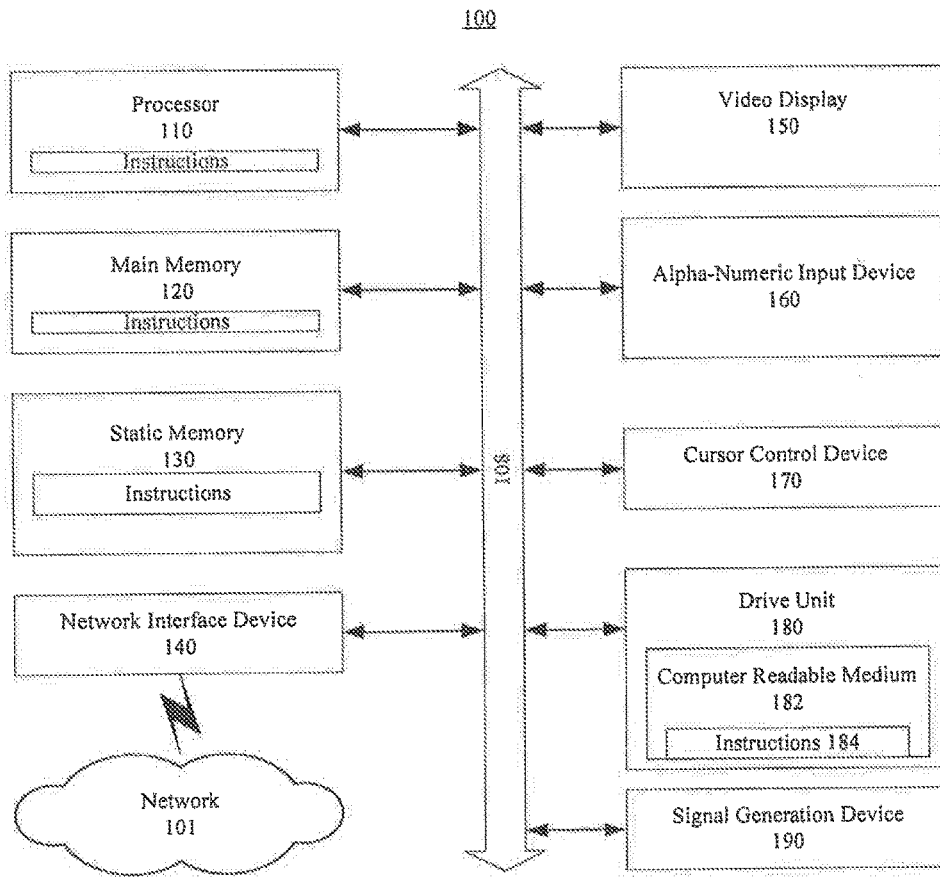 100
Processor
110
Instructions
Main Memory
120
Instructions
Static Memory
130
Instructions
Network Interface Device
140
Network
101
108
Video Display
150
Alpha-Numeric Input Device
160
Cursor Control Device
170
Drive Unit
180
Computer Readable Medium
182
Instructions 184
Signal Generation Device
190